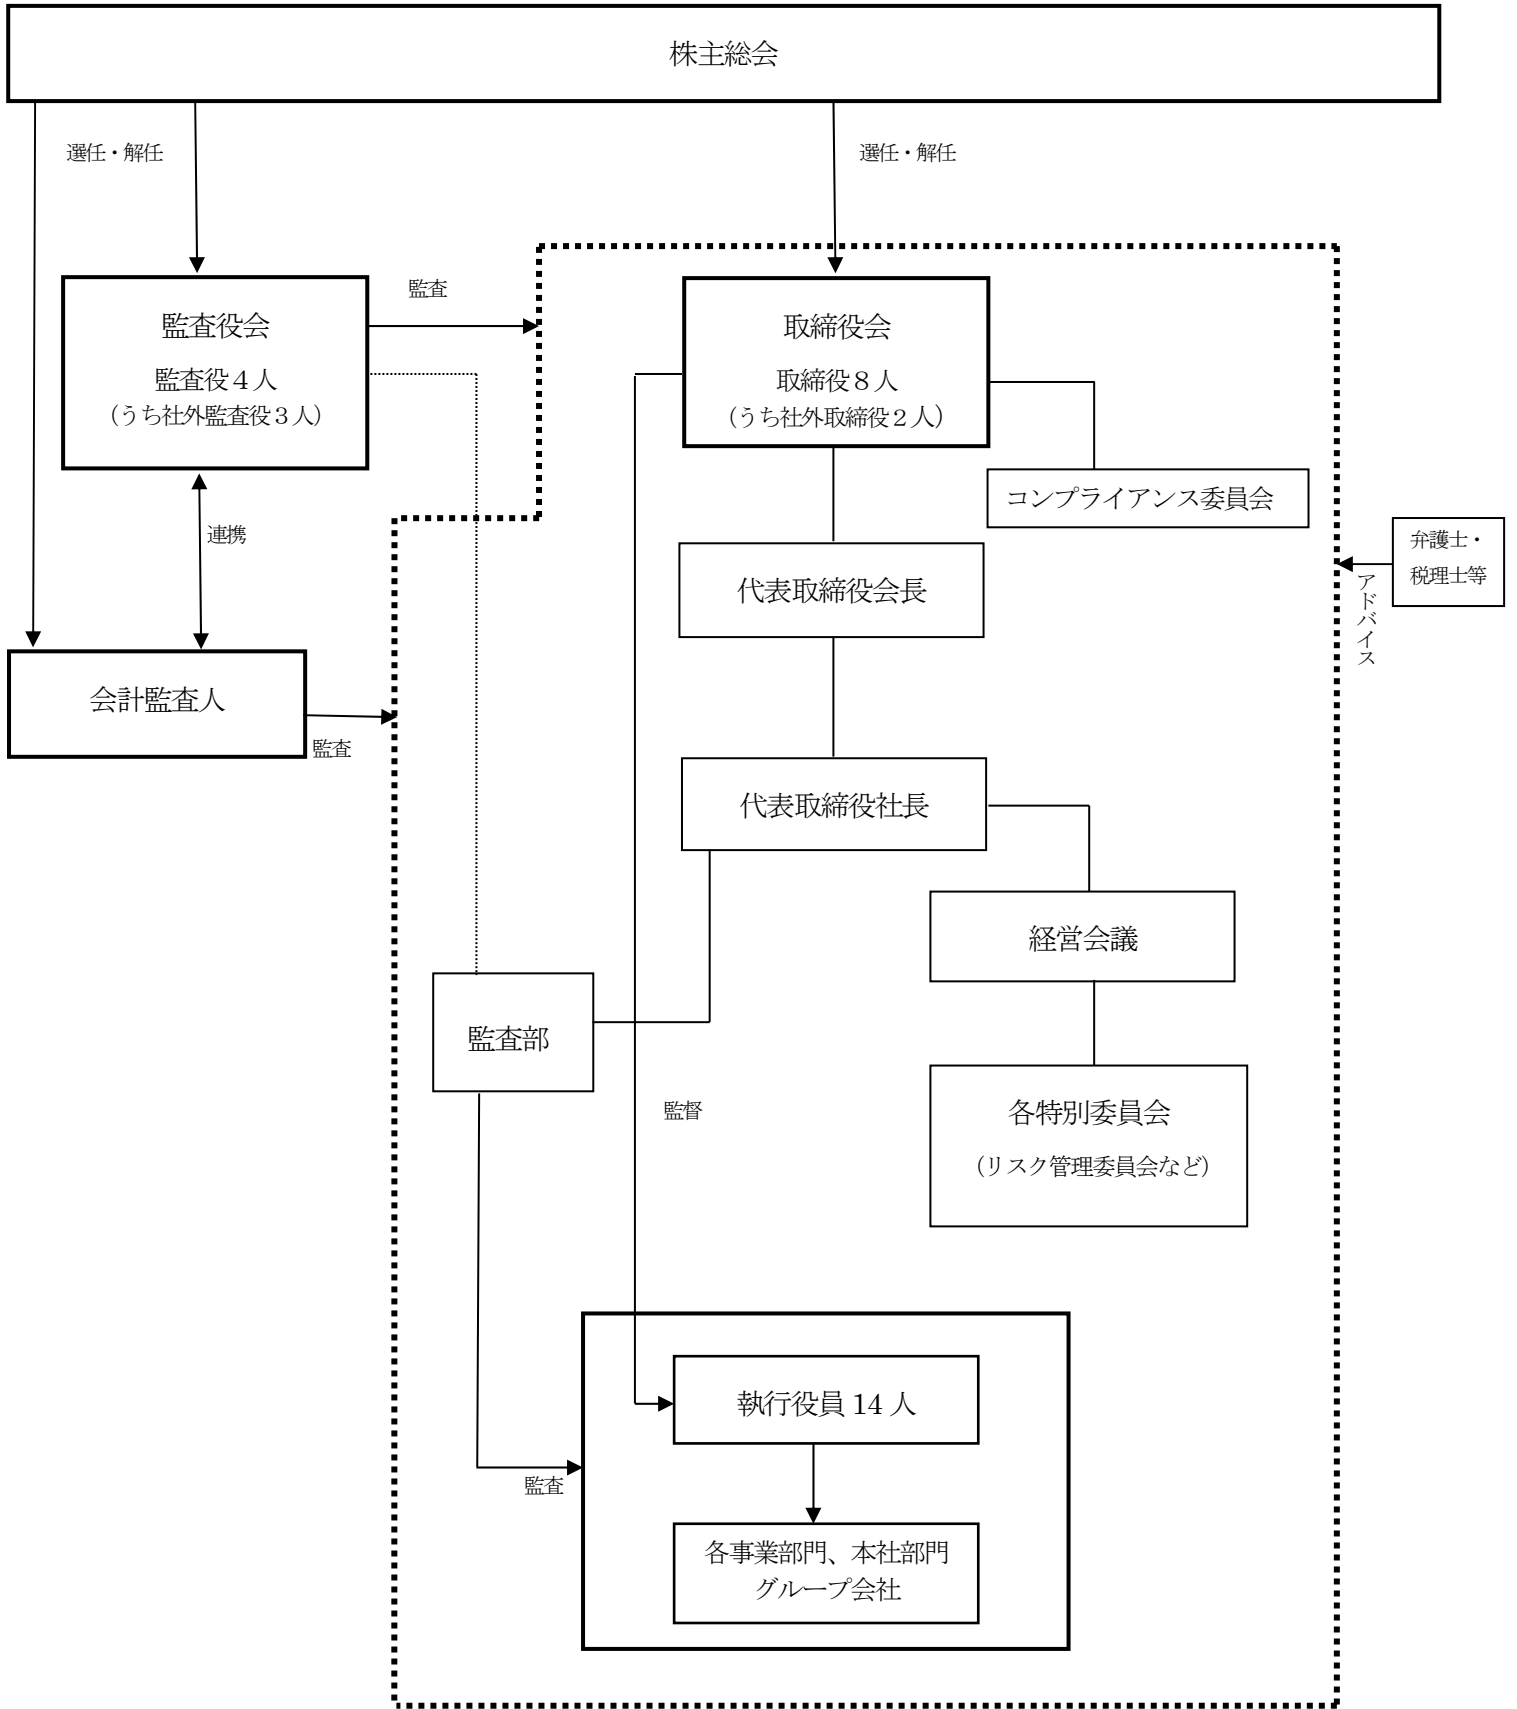 株主総会
選任・解任
選任・解任
監査
監査役会
監査役４人
（うち社外監査役３人）
取締役会
取締役８人
（うち社外取締役２人）
コンプライアンス委員会
連携
弁護士・
税理士等
アドバイス
代表取締役会長
会計監査人
監査
代表取締役社長
経営会議
監査部
監督
各特別委員会
（リスク管理委員会など）
執行役員 14 人
監査
各事業部門、本社部門
グループ会社